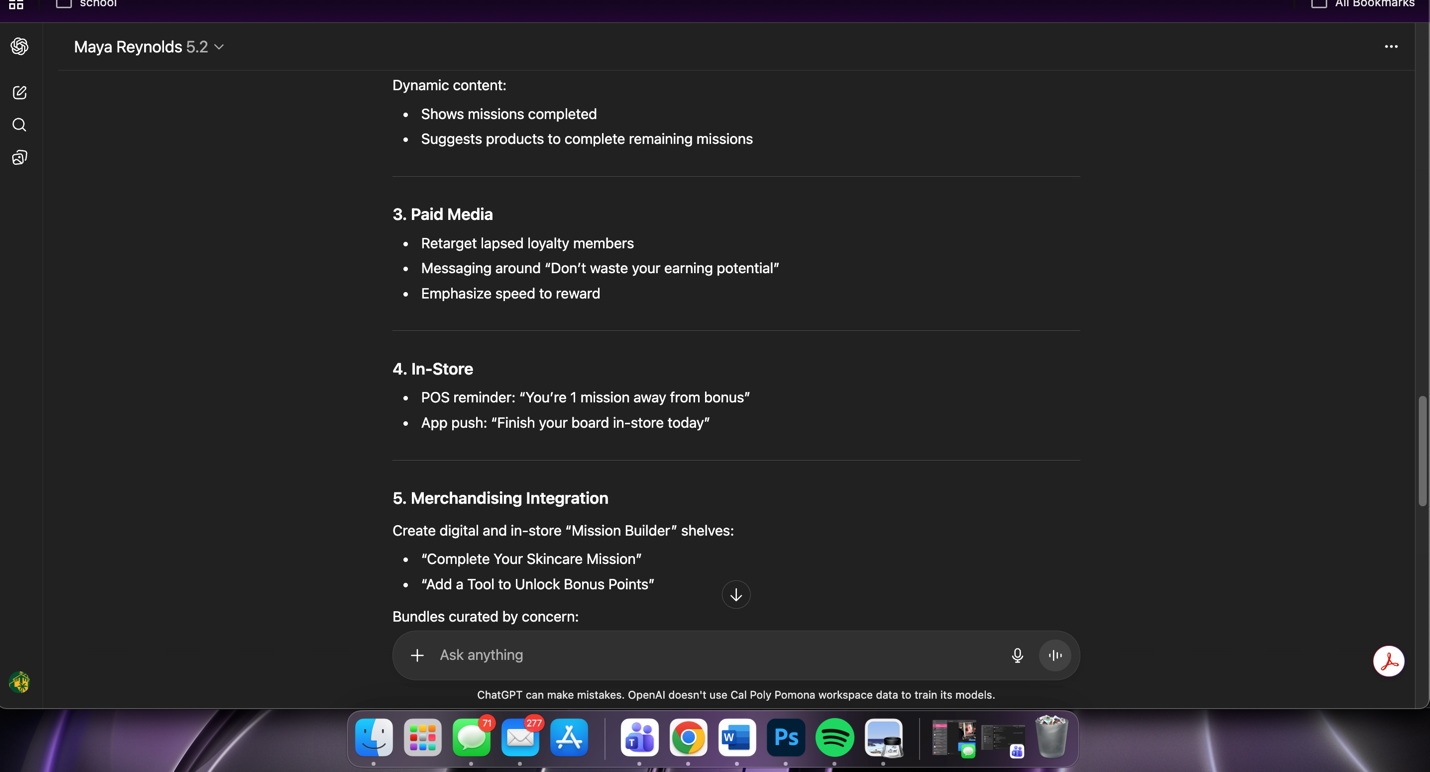 school
All Bookmarks
Maya Reynolds 5.2
Dynamic content:
• Shows missions completed
• Suggests products to complete remaining missions
3. Paid Media
• Retarget lapsed loyalty members
• Messaging around “Don’t waste your earning potential”
• Emphasize speed to reward
4. In-Store
• POS reminder: “You’re 1 mission away from bonus”
• App push: “Finish your board in-store today”
5. Merchandising Integration
Create digital and in-store “Mission Builder” shelves:
• “Complete Your Skincare Mission”
• “Add a Tool to Unlock Bonus Points”
Bundles curated by concern:
Ask anything
ChatGPT can make mistakes. OpenAI doesn't use Cal Poly Pomona workspace data to train its models.
71
277
T
W
Ps